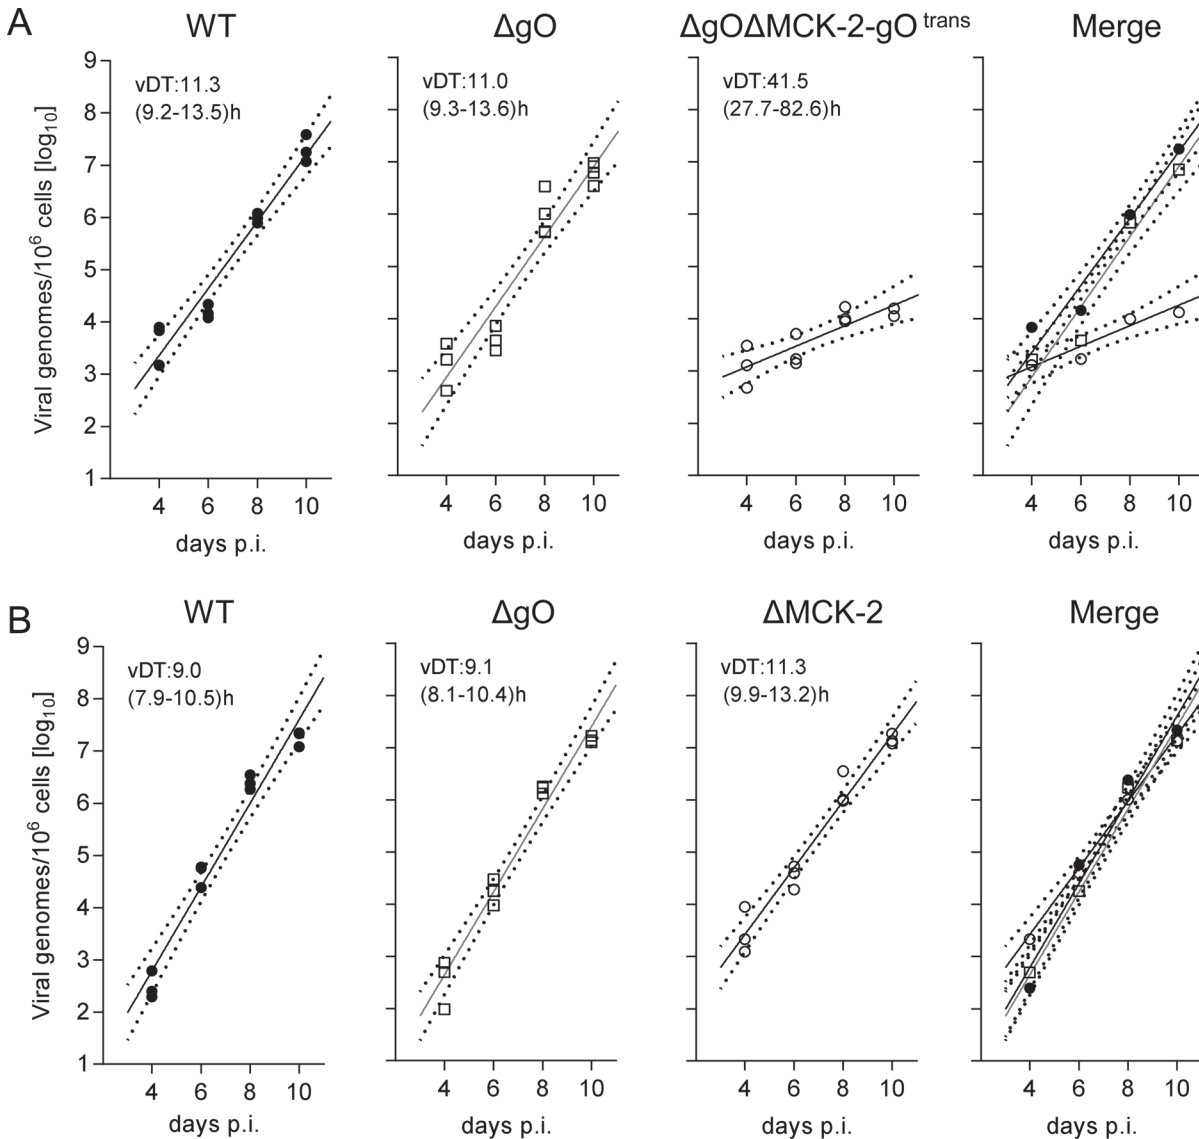 A
WT
ΔgO
ΔgOΔMCK-2-gO trans
Merge
Viral genomes/10⁶ cells [log₁₀]
9
8
7
6
5
4
3
2
1
vDT:11.3
(9.2-13.5)h
vDT:11.0
(9.3-13.6)h
vDT:41.5
(27.7-82.6)h
4 6 8 10
4 6 8 10
4 6 8 10
4 6 8 10
days p.i.
days p.i.
days p.i.
days p.i.
B
WT
ΔgO
ΔMCK-2
Merge
Viral genomes/10⁶ cells [log₁₀]
9
8
7
6
5
4
3
2
1
vDT:9.0
(7.9-10.5)h
vDT:9.1
(8.1-10.4)h
vDT:11.3
(9.9-13.2)h
4 6 8 10
4 6 8 10
4 6 8 10
4 6 8 10
days p.i.
days p.i.
days p.i.
days p.i.